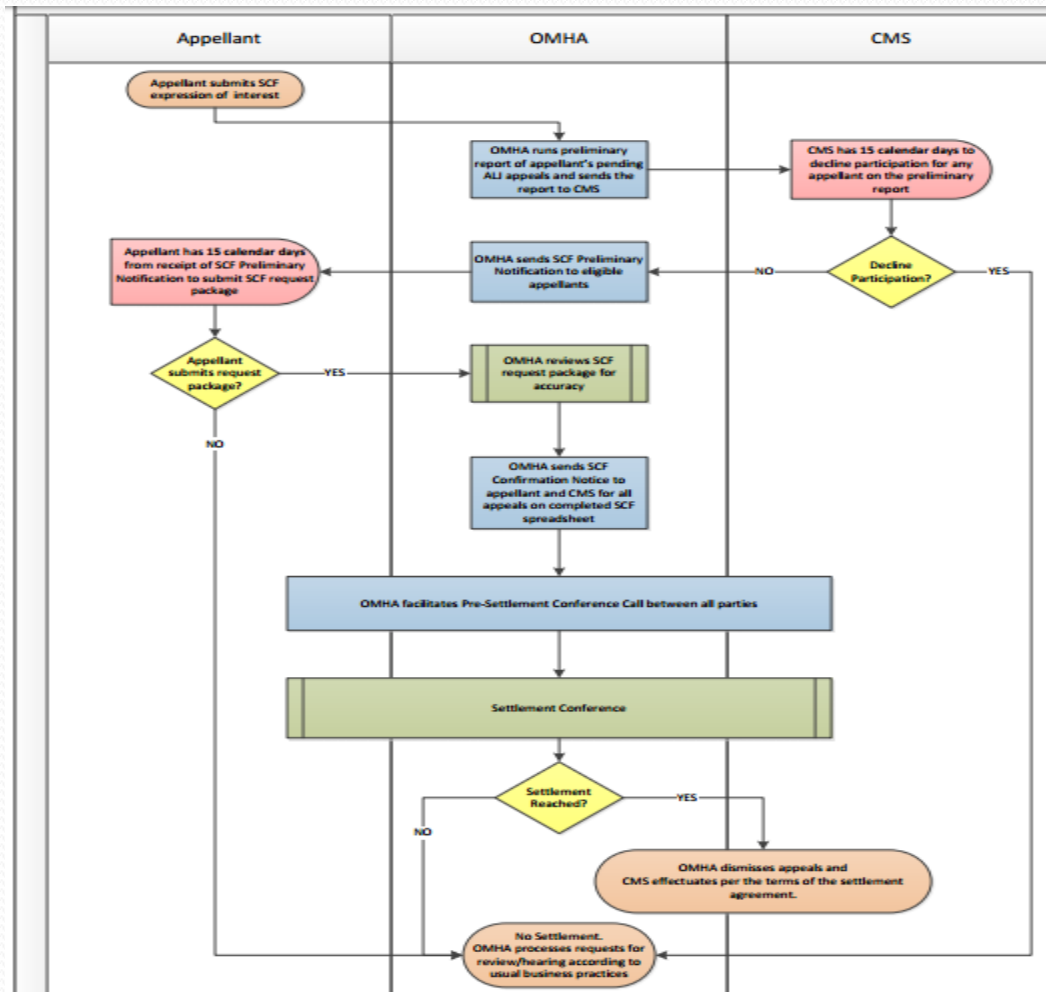 Appellant
OMHA
CMS
Appellant submits SCF
expression of interest
OMHA runs preliminary
report of appellant's pending
ALJ appeals and sends the
report to CMS
CMS has 15 calendar days to
decline participation for any
appellant on the preliminary
report
Appellant has 15 calendar days
from receipt of SCF Preliminary
Notification to submit SCF request
package
OMHA sends SCF Preliminary
Notification to eligible
appellants
NO
Decline
Participation?
YES
Appellant
submits request
package?
YES
OMHA reviews SCF
request package for
accuracy
NO
OMHA sends SCF
Confirmation Notice to
appellant and CMS for all
appeals on completed SCF
spreadsheet
OMHA facilitates Pre-Settlement Conference Call between all parties
Settlement Conference
Settlement
Reached?
YES
NO
OMHA dismisses appeals and
CMS effectuates per the terms of the settlement
agreement.
No Settlement.
OMHA processes requests for
review/hearing according to
usual business practices